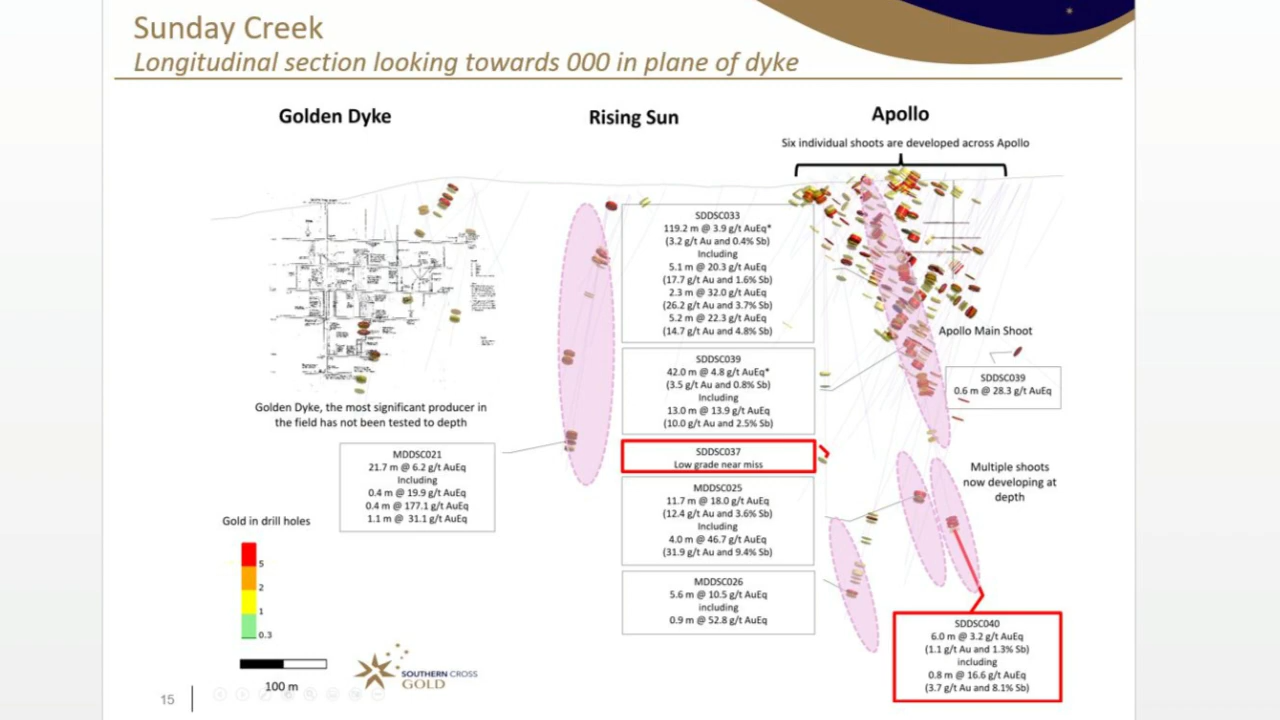 Sunday Creek
Longitudinal section looking towards 000 in plane of dyke
Golden Dyke
Rising Sun
Apollo
Six individual shoots are developed across Apollo
SDDSC033
119.2 m @ 3.9 g/t AuEq*
(3.2 g/t Au and 0.4% Sb)
Including
5.1 m @ 20.3 g/t AuEq
(17.7 g/t Au and 1.6% Sb)
2.3 m @ 32.0 g/t AuEq
(26.2 g/t Au and 3.7% Sb)
5.2 m @ 22.3 g/t AuEq
(14.7 g/t Au and 4.8% Sb)
Apollo Main Shoot
SDDSC039
42.0 m @ 4.8 g/t AuEq*
(3.5 g/t Au and 0.8% Sb)
Including
13.0 m @ 13.9 g/t AuEq
(10.0 g/t Au and 2.5% Sb)
SDDSC039
0.6 m @ 28.3 g/t AuEq
Golden Dyke, the most significant producer in
the field has not been tested to depth
MDDSC021
21.7 m @ 6.2 g/t AuEq
Including
0.4 m @ 19.9 g/t AuEq
0.4 m @ 177.1 g/t AuEq
1.1 m @ 31.1 g/t AuEq
SDDSC037
Low grade near miss
Multiple shoots
now developing at
depth
MDDSC025
11.7 m @ 18.0 g/t AuEq
(12.4 g/t Au and 3.6% Sb)
Including
4.0 m @ 46.7 g/t AuEq
(31.9 g/t Au and 9.4% Sb)
MDDSC026
5.6 m @ 10.5 g/t AuEq
including
0.9 m @ 52.8 g/t AuEq
Gold in drill holes
5
2
1
0.3
100 m
SOUTHERN CROSS
GOLD
SDDSC040
6.0 m @ 3.2 g/t AuEq
(1.1 g/t Au and 1.3% Sb)
including
0.8 m @ 16.6 g/t AuEq
(3.7 g/t Au and 8.1% Sb)
15